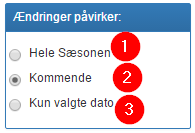 Ændringer påvirker:
Hele Sæsonen 1
Kommende 2
Kun valgte dato 3